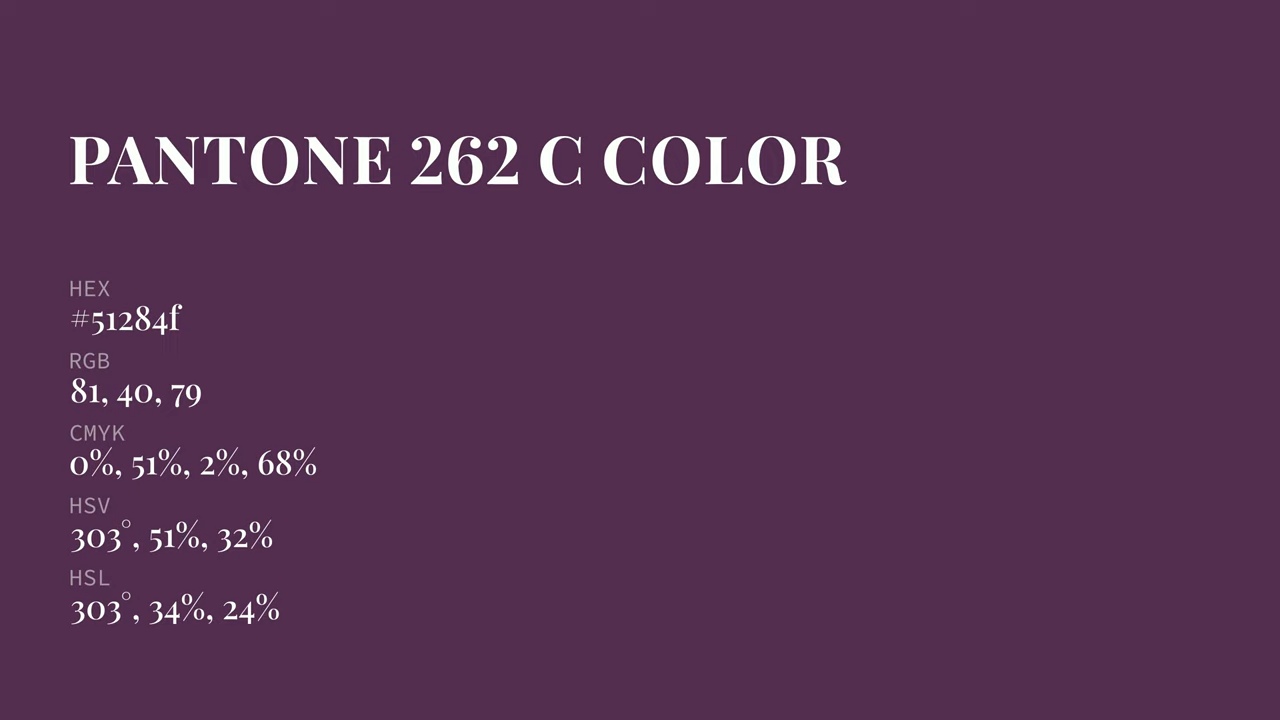 PANTONE 262 C COLOR
HEX
#51284f
RGB
81, 40, 79
CMYK
0%, 51%, 2%, 68%
HSV
303°, 51%, 32%
HSL
303°, 34%, 24%